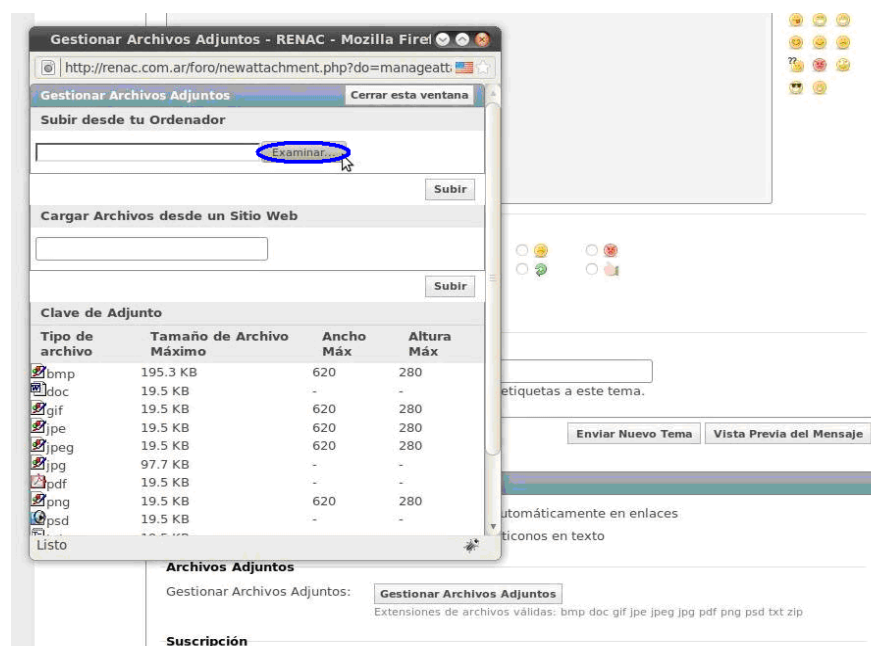 Gestionar Archivos Adjuntos - RENAC - Mozilla Firef
http://renac.com.ar/foro/newattachment.php?do=manageatt
Gestionar Archivos Adjuntos
Cerrar esta ventana
Subir desde tu Ordenador
Examinar...
Subir
Cargar Archivos desde un Sitio Web
Subir
Clave de Adjunto
Tipo de archivo Tamaño de Archivo Máximo Ancho Máx Altura Máx
bmp 195.3 KB 620 280
doc 19.5 KB - -
gif 19.5 KB 620 280
jpe 19.5 KB 620 280
jpeg 19.5 KB 620 280
jpg 97.7 KB - -
pdf 19.5 KB - -
png 19.5 KB 620 280
psd 19.5 KB - -
Listo
etiquetas a este tema.
Enviar Nuevo Tema Vista Previa del Mensaje
utomáticamente en enlaces
ticonos en texto
Archivos Adjuntos
Gestionar Archivos Adjuntos: Gestionar Archivos Adjuntos
Extensiones de archivos válidas: bmp doc gif jpe jpeg jpg pdf png psd txt zip
Suscripción